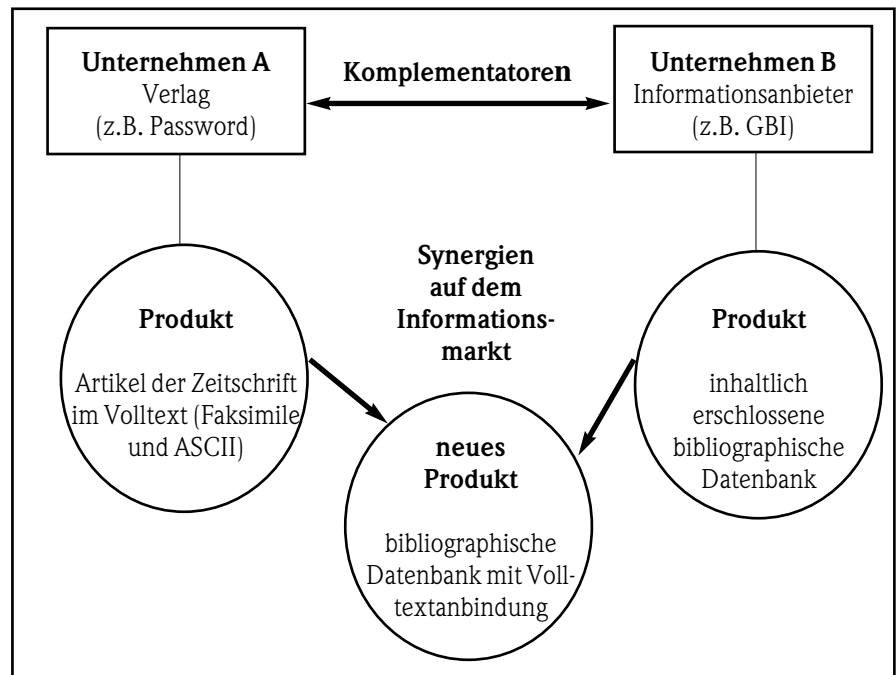 Unternehmen A
Verlag
(z.B. Password)
Komplementatoren
Unternehmen B
Informationsanbieter
(z.B. GBI)
Synergien
auf dem
Informations-
markt
Produkt
Artikel der Zeitschrift
im Volltext (Faksimile
und ASCII)
Produkt
inhaltlich
erschlossene
bibliographische
Datenbank
neues
Produkt
bibliographische
Datenbank mit Voll-
textanbindung